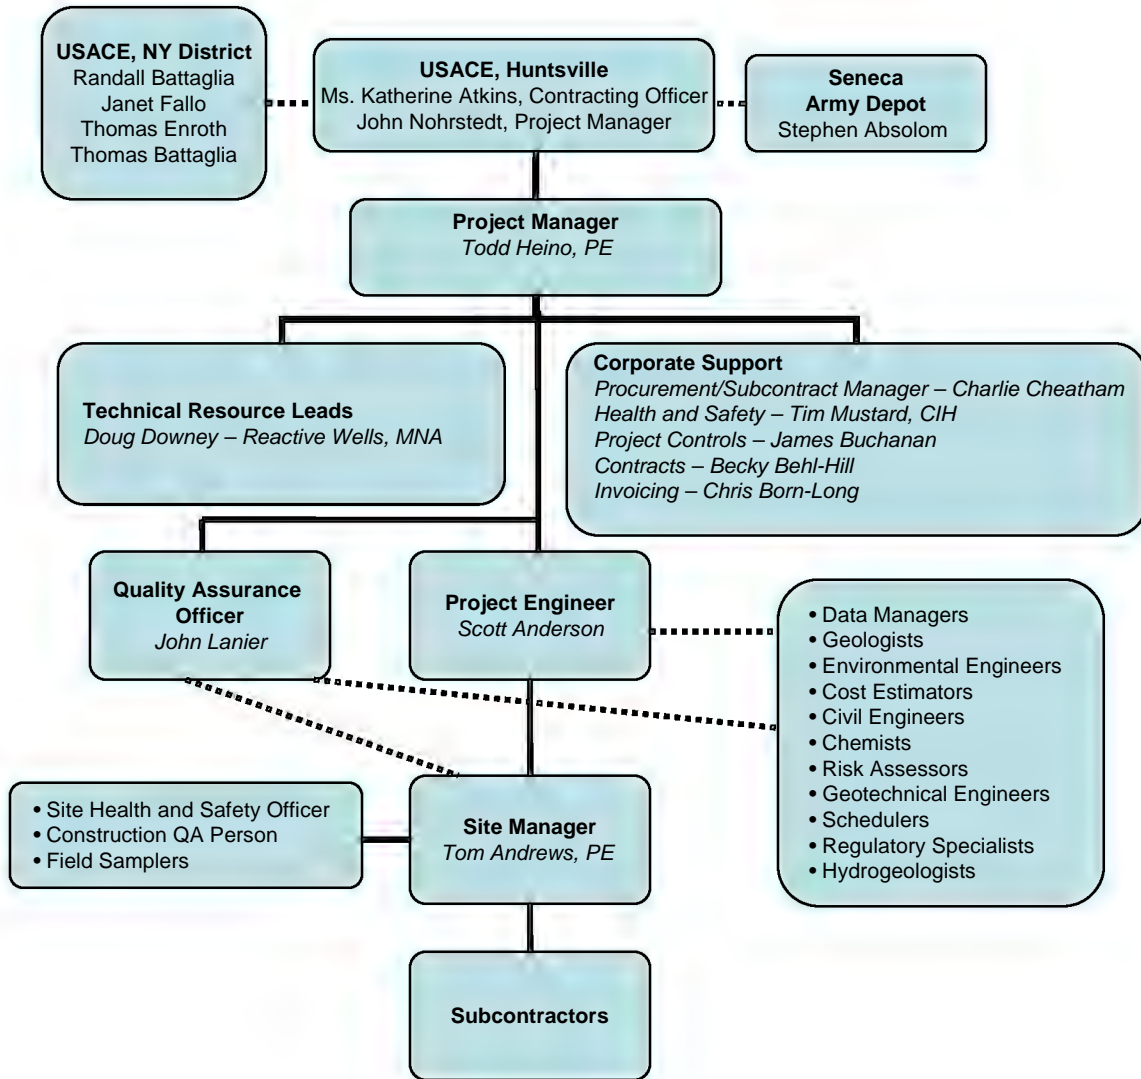 USACE, NY District
Randall Battaglia
Janet Fallo
Thomas Enroth
Thomas Battaglia
USACE, Huntsville
Ms. Katherine Atkins, Contracting Officer
John Nohrstedt, Project Manager
Seneca
Army Depot
Stephen Absolom
Project Manager
Todd Heino, PE
Technical Resource Leads
Doug Downey – Reactive Wells, MNA
Corporate Support
Procurement/Subcontract Manager – Charlie Cheatham
Health and Safety – Tim Mustard, CIH
Project Controls – James Buchanan
Contracts – Becky Behl-Hill
Invoicing – Chris Born-Long
Quality Assurance
Officer
John Lanier
Project Engineer
Scott Anderson
• Data Managers
• Geologists
• Environmental Engineers
• Cost Estimators
• Civil Engineers
• Chemists
• Risk Assessors
• Geotechnical Engineers
• Schedulers
• Regulatory Specialists
• Hydrogeologists
• Site Health and Safety Officer
• Construction QA Person
• Field Samplers
Site Manager
Tom Andrews, PE
Subcontractors